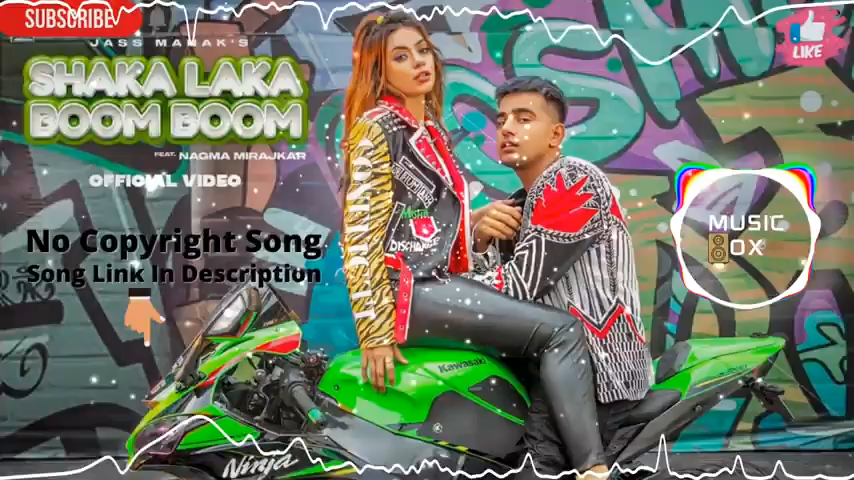 SUBSCRIBE
JASS MANAK'S
SHAKA LAKA
BOOM BOOM
FEAT. NAGMA MIRAJKAR
OFFICIAL VIDEO
No Copyright Song
Song Link In Description
LIKE
MUSIC
BOX
DISCHARGE
Kawasaki
Ninja